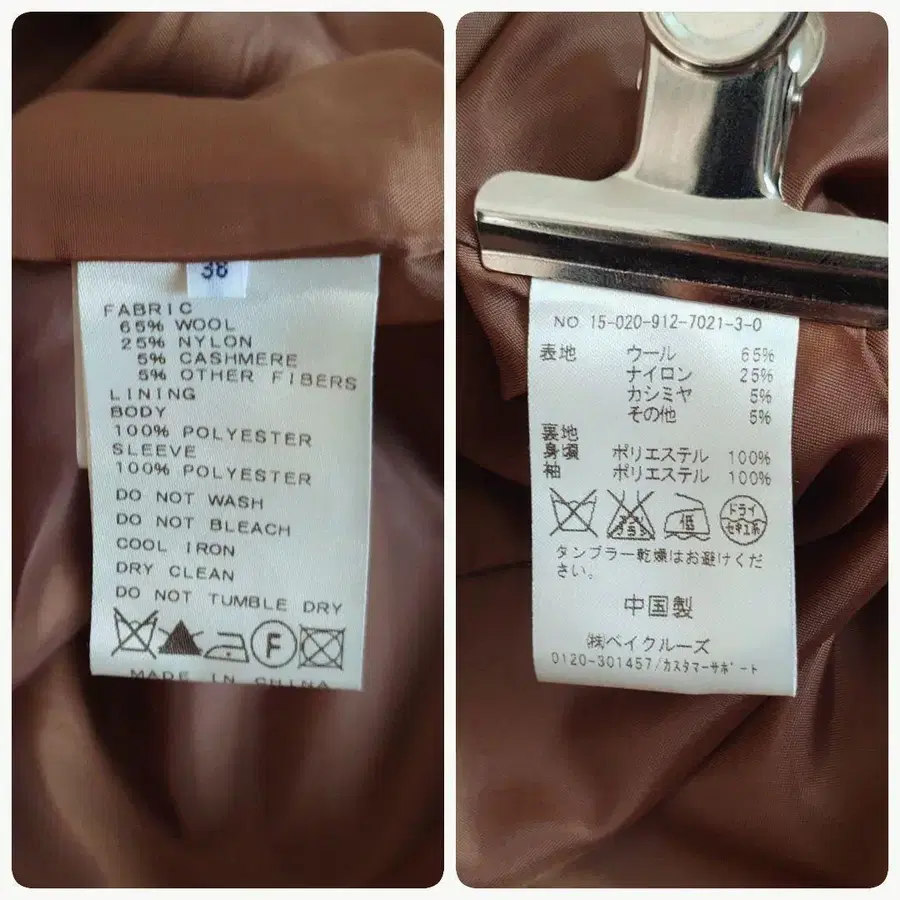 38
FABRIC
65% WOOL
25% NYLON
5% CASHMERE
5% OTHER FIBERS
LINING
BODY
100% POLYESTER
SLEEVE
100% POLYESTER
DO NOT WASH
DO NOT BLEACH
COOL IRON
DRY CLEAN
DO NOT TUMBLE DRY
F
MADE IN CHINA
NO 15-020-912-7021-3-0
表地 ウール 65%
ナイロン 25%
カシミヤ 5%
その他 5%
裏地
身頃 ポリエステル 100%
袖 ポリエステル 100%
低 ドライ
セキユ系
タンブラー乾燥はお避けくだ
さい。
中国製
㈱ベイクルーズ
0120-301457/カスタマーサポート